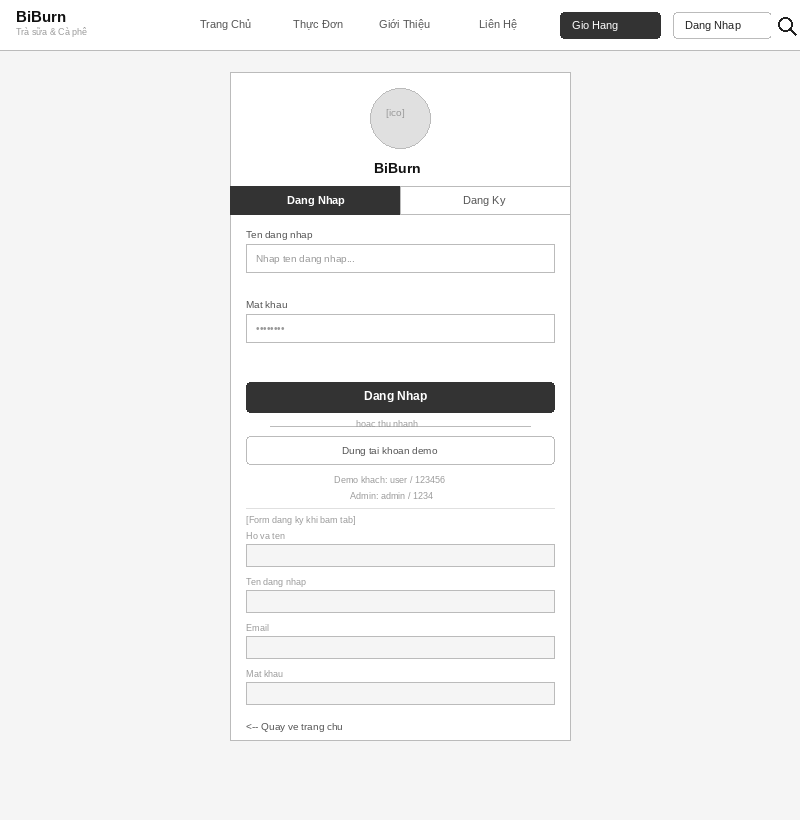 BiBurn
Trà sữa & Cà phê
Trang Chủ
Thực Đơn
Giới Thiệu
Liên Hệ
Gio Hang
Dang Nhap
[ico]
BiBurn
Dang Nhap
Dang Ky
Ten dang nhap
Nhap ten dang nhap...
Mat khau
••••••••
Dang Nhap
hoac thu nhanh
Dung tai khoan demo
Demo khach: user / 123456
Admin: admin / 1234
[Form dang ky khi bam tab]
Ho va ten
Ten dang nhap
Email
Mat khau
<-- Quay ve trang chu